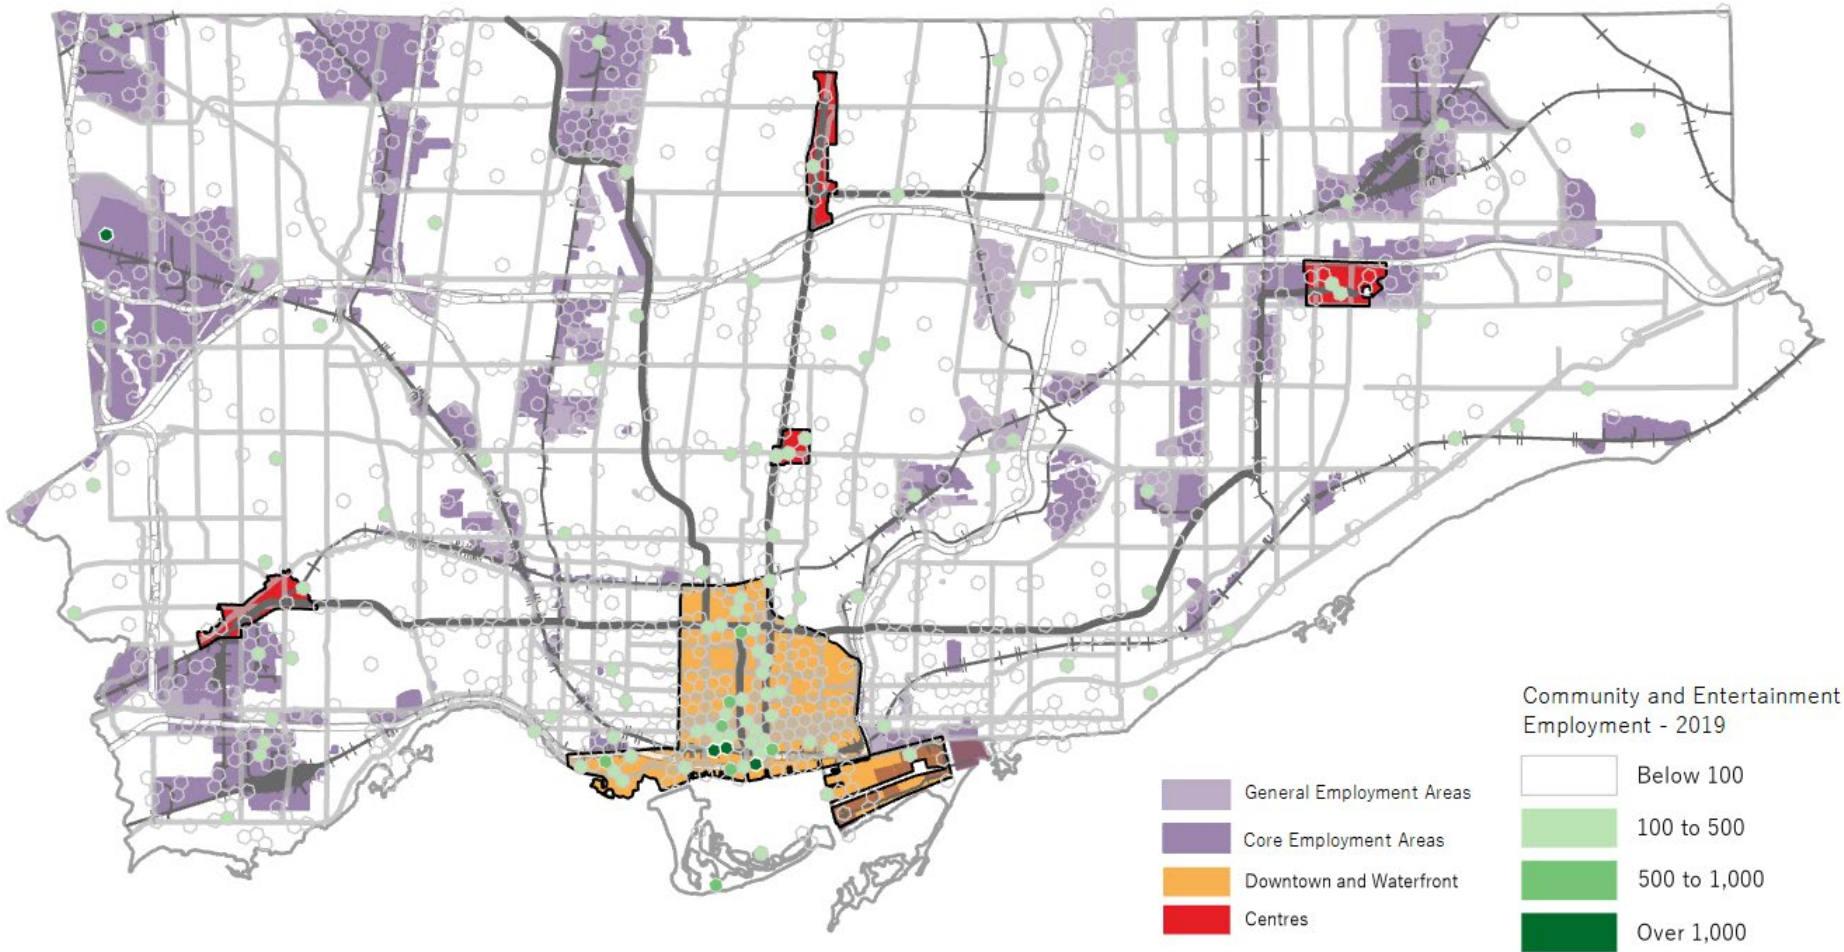 Community and Entertainment
Employment - 2019
Below 100
100 to 500
500 to 1,000
Over 1,000
General Employment Areas
Core Employment Areas
Downtown and Waterfront
Centres